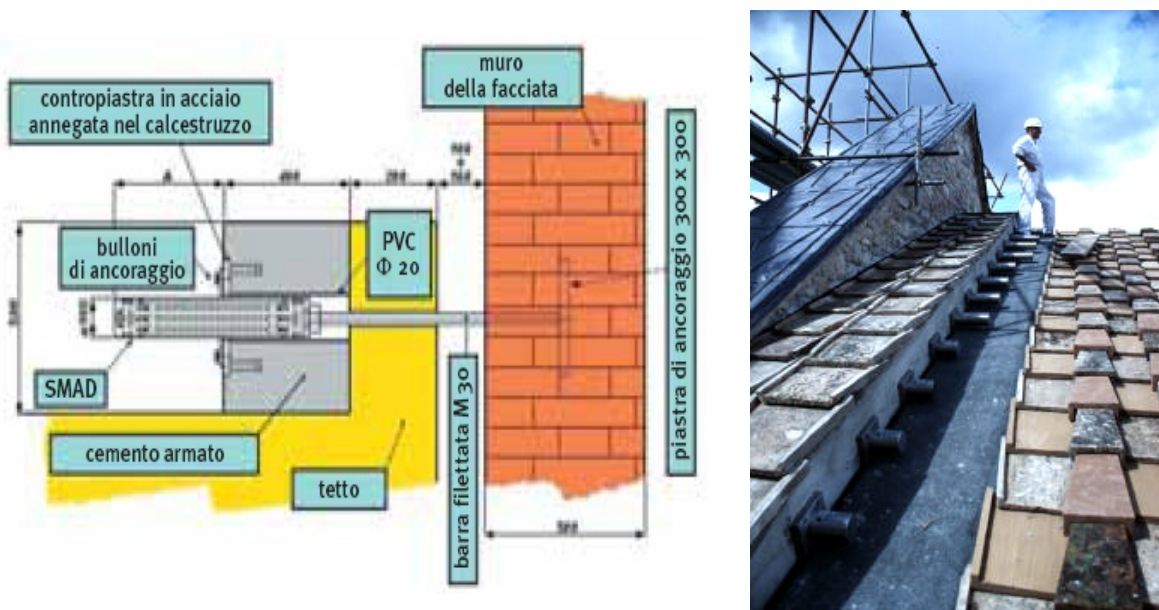 muro
della facciata
contropiastra in acciaio
annegata nel calcestruzzo
A
bulloni
di ancoraggio
PVC
Φ 20
SMAD
cemento armato
tetto
barra filettata M 30
piastra di ancoraggio 300 x 300